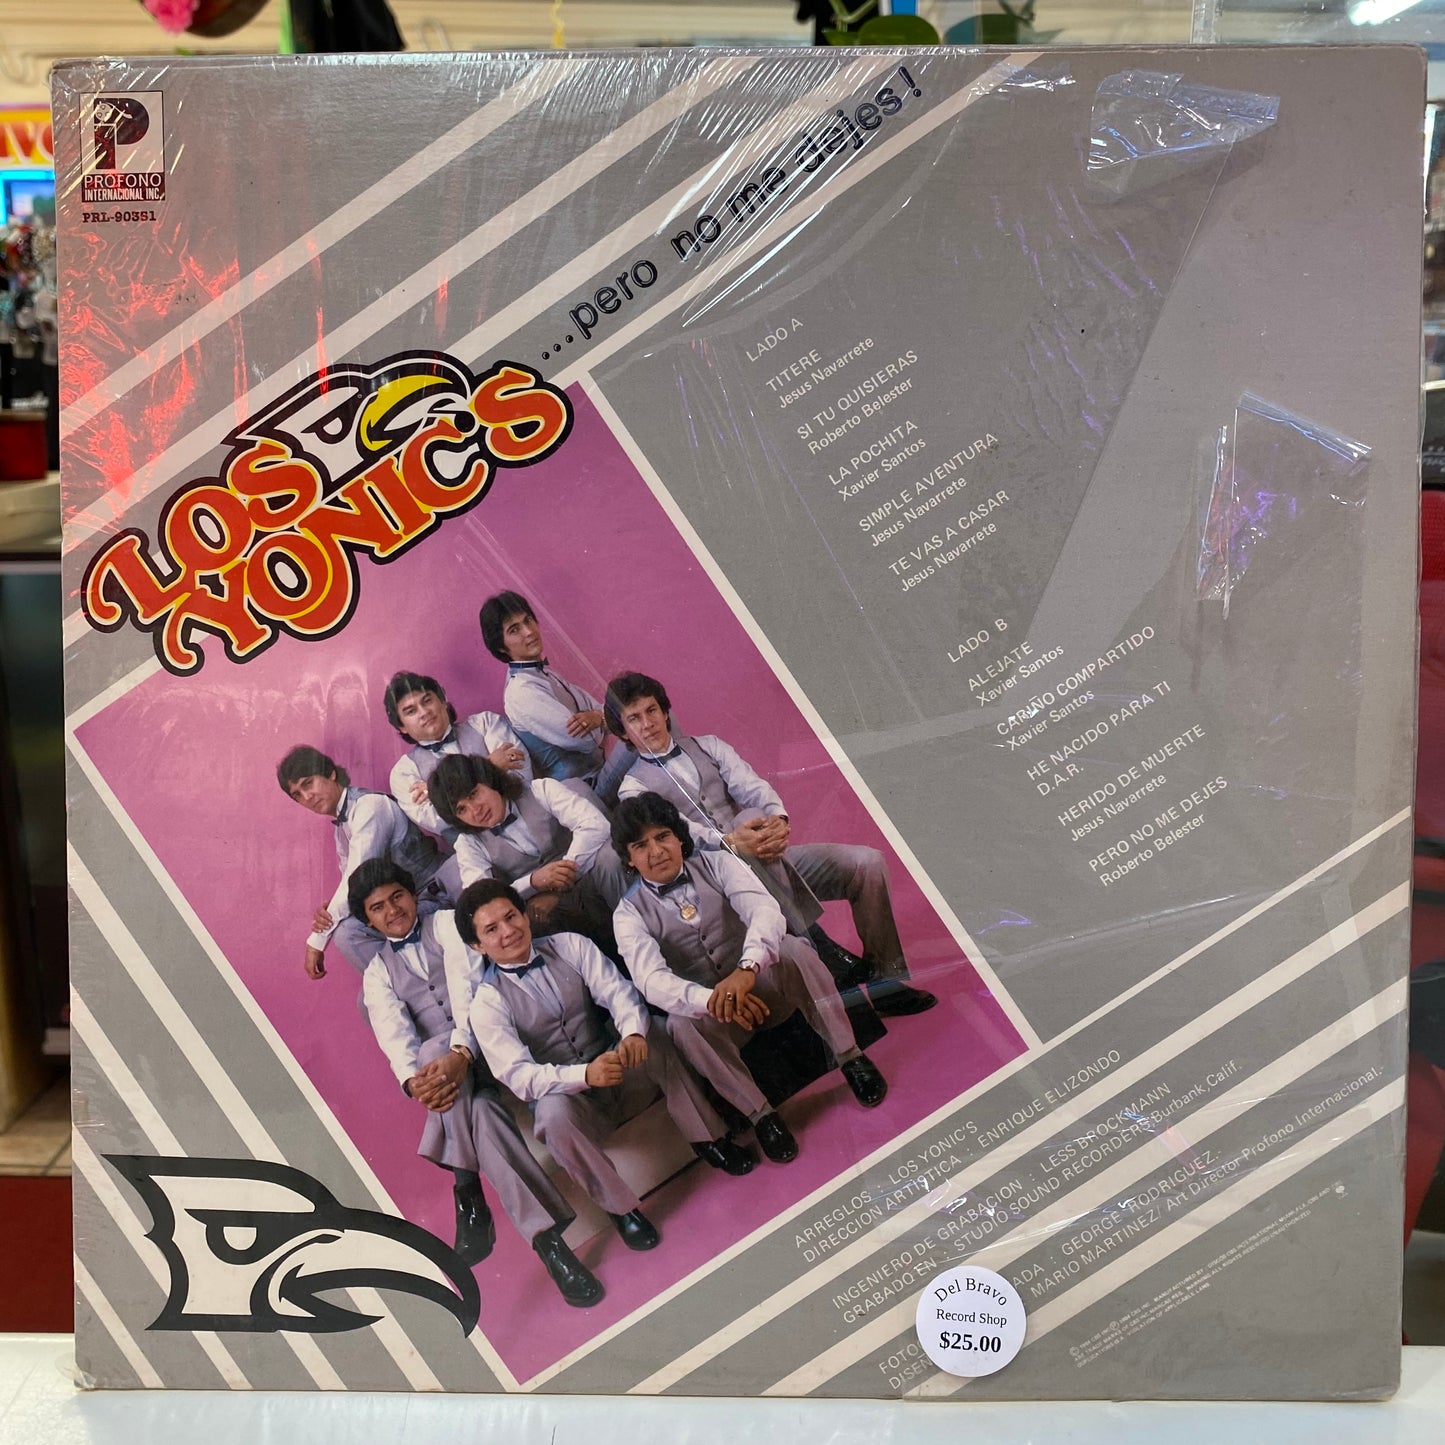 P
PROFONO
INTERNACIONAL INC.
PRL-90351
...pero no me dejes!
LOS
YONIC'S
LADO A
TITERE
Jesus Navarrete
SI TU QUISIERAS
Roberto Belester
LA POCHITA
Xavier Santos
SIMPLE AVENTURA
Jesus Navarrete
TE VAS A CASAR
Jesus Navarrete
LADO B
ALEJATE
Xavier Santos
CARIÑO COMPARTIDO
Xavier Santos
HE NACIDO PARA TI
D.A.R.
HERIDO DE MUERTE
Jesus Navarrete
PERO NO ME DEJES
Roberto Belester
ARREGLOS : LOS YONIC'S
DIRECCION ARTISTICA : ENRIQUE ELIZONDO
INGENIERO DE GRABACION : LESS BROCKMANN
GRABADO EN : STUDIO SOUND RECORDERS Burbank, Calif.
GEORGE RODRIGUEZ.-
MARIO MARTINEZ/ Art Director Profono Internacional.-
Del Bravo
Record Shop
$25.00